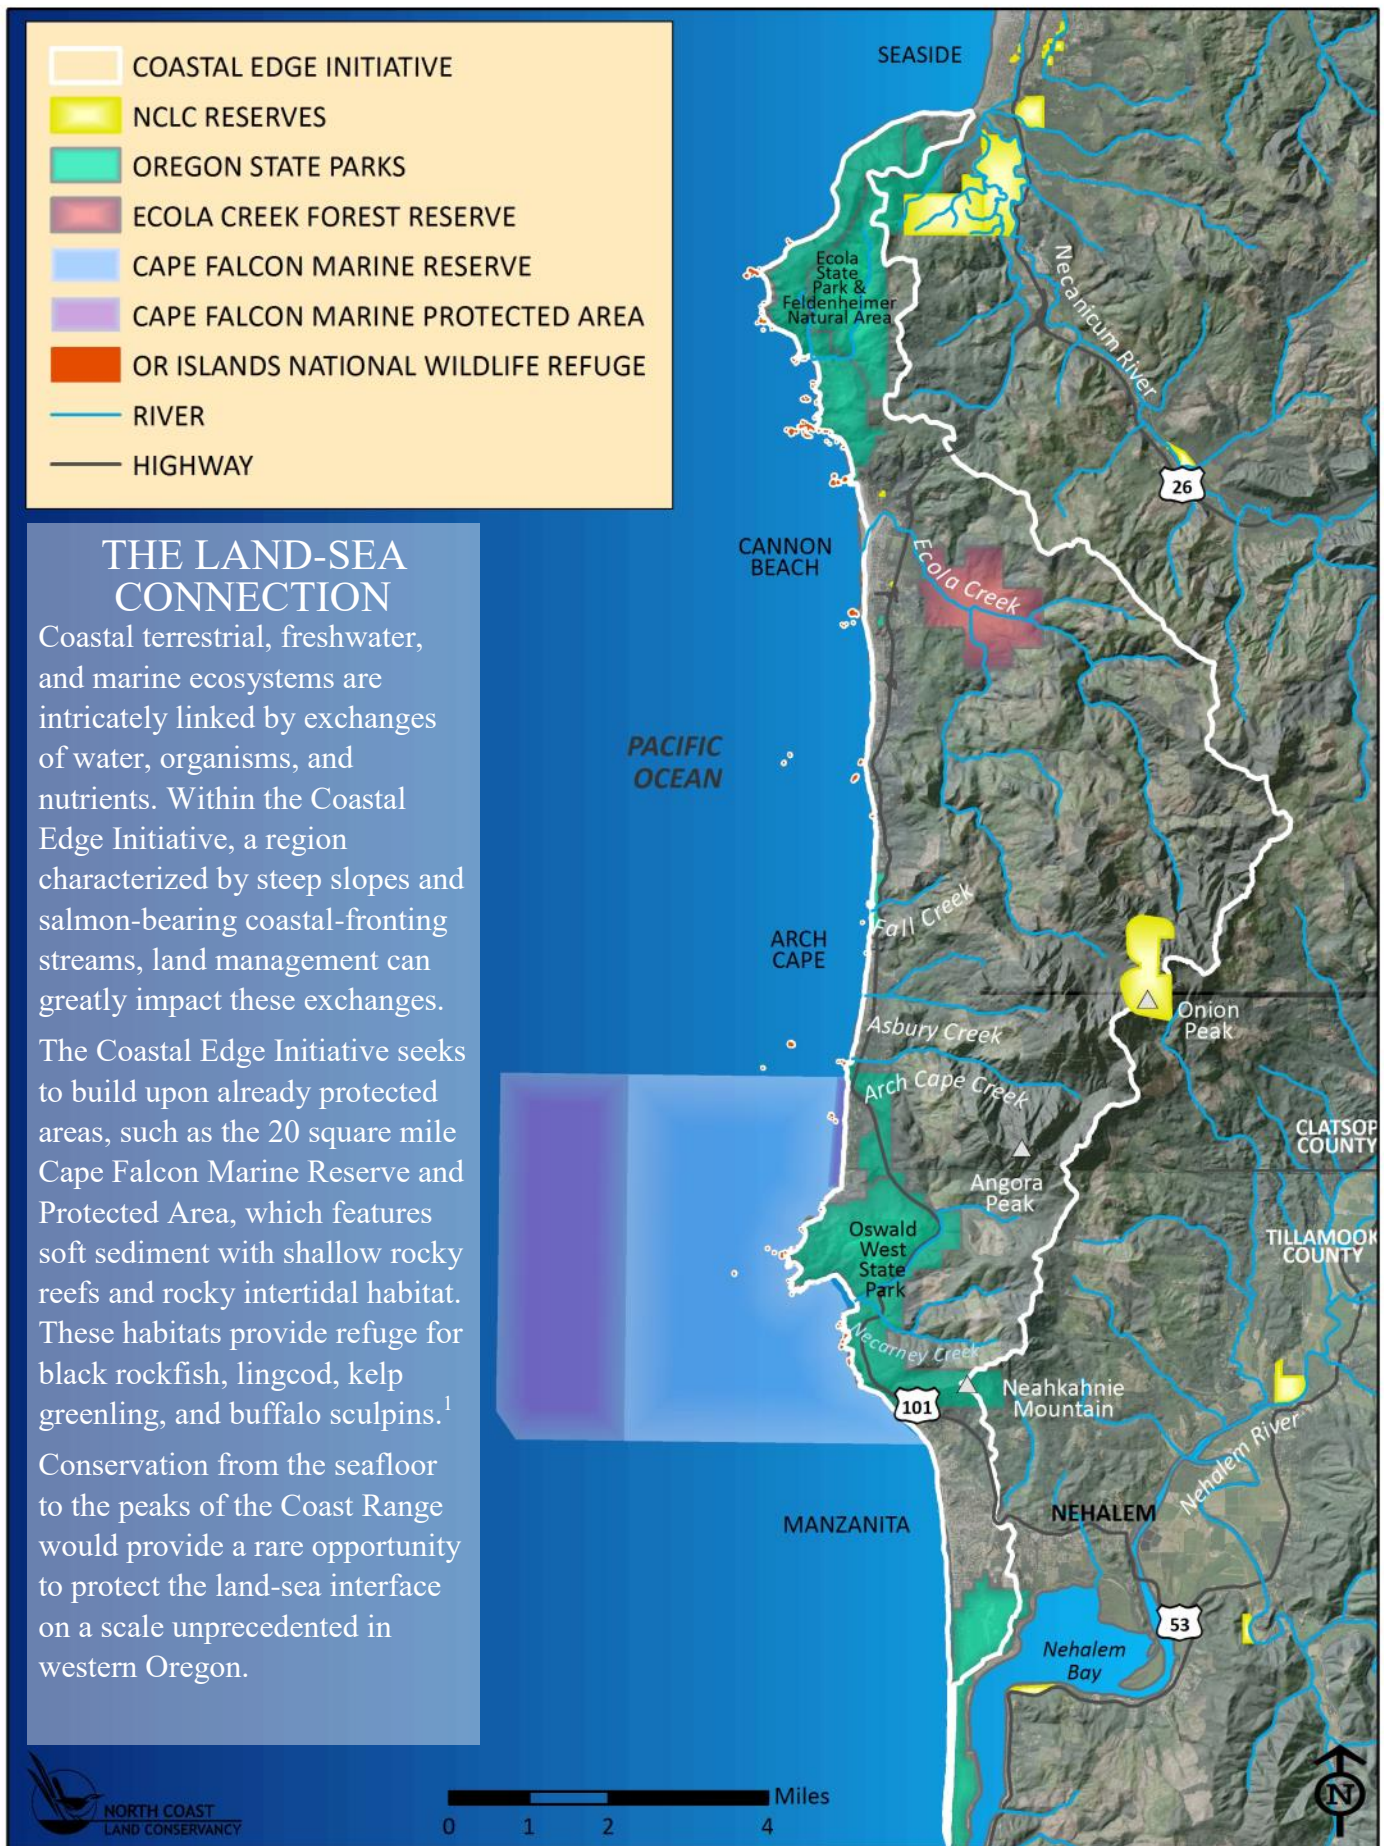 COASTAL EDGE INITIATIVE
NCLC RESERVES
OREGON STATE PARKS
ECOLA CREEK FOREST RESERVE
CAPE FALCON MARINE RESERVE
CAPE FALCON MARINE PROTECTED AREA
OR ISLANDS NATIONAL WILDLIFE REFUGE
RIVER
HIGHWAY
THE LAND-SEA
CONNECTION
Coastal terrestrial, freshwater,
and marine ecosystems are
intricately linked by exchanges
of water, organisms, and
nutrients. Within the Coastal
Edge Initiative, a region
characterized by steep slopes and
salmon-bearing coastal-fronting
streams, land management can
greatly impact these exchanges.
The Coastal Edge Initiative seeks
to build upon already protected
areas, such as the 20 square mile
Cape Falcon Marine Reserve and
Protected Area, which features
soft sediment with shallow rocky
reefs and rocky intertidal habitat.
These habitats provide refuge for
black rockfish, lingcod, kelp
greenling, and buffalo sculpins.1
Conservation from the seafloor
to the peaks of the Coast Range
would provide a rare opportunity
to protect the land-sea interface
on a scale unprecedented in
western Oregon.
SEASIDE
Ecola
State
Park &
Feldenheimer
Natural Area
Necanicum River
26
CANNON
BEACH
Ecola Creek
PACIFIC
OCEAN
Fall Creek
ARCH
CAPE
Onion
Peak
Asbury Creek
Arch Cape Creek
CLATSOP
COUNTY
Angora
Peak
TILLAMOOK
COUNTY
Oswald
West
State
Park
Necarney Creek
Neahkahnie
Mountain
101
Nehalem River
MANZANITA
NEHALEM
53
Nehalem
Bay
NORTH COAST
LAND CONSERVANCY
Miles
0 1 2 4
N